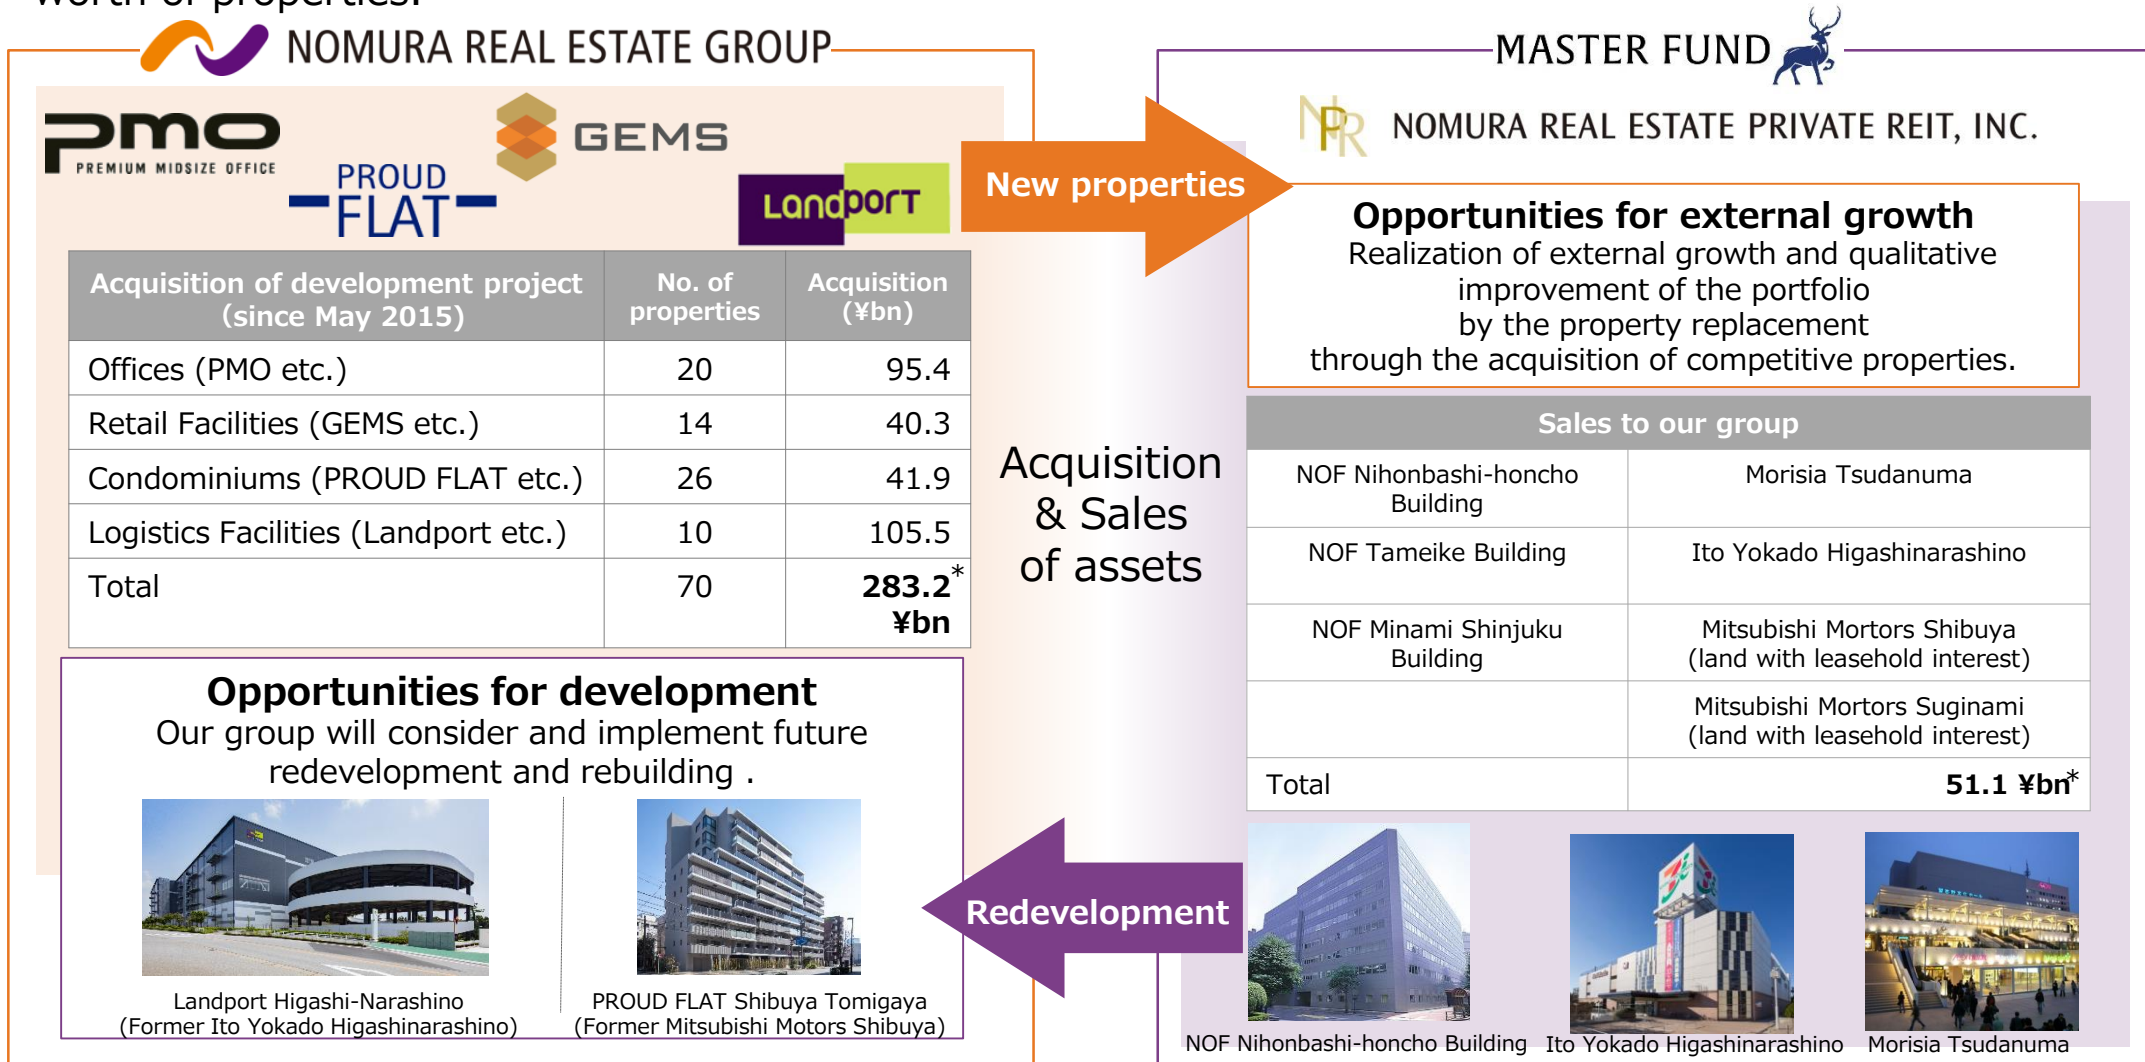 worth of properties.
NOMURA REAL ESTATE GROUP
pmo
PREMIUM MIDSIZE OFFICE
GEMS
PROUD
FLAT
Landport
Acquisition of development project
(since May 2015)
No. of
properties
Acquisition
(¥bn)
Offices (PMO etc.)
20
95.4
Retail Facilities (GEMS etc.)
14
40.3
Condominiums (PROUD FLAT etc.)
26
41.9
Logistics Facilities (Landport etc.)
10
105.5
Total
70
283.2*
¥bn
Opportunities for development
Our group will consider and implement future
redevelopment and rebuilding .
Landport Higashi-Narashino
(Former Ito Yokado Higashinarashino)
PROUD FLAT Shibuya Tomigaya
(Former Mitsubishi Motors Shibuya)
New properties
Acquisition
& Sales
of assets
Redevelopment
MASTER FUND
NPR
NOMURA REAL ESTATE PRIVATE REIT, INC.
Opportunities for external growth
Realization of external growth and qualitative
improvement of the portfolio
by the property replacement
through the acquisition of competitive properties.
Sales to our group
NOF Nihonbashi-honcho
Building
Morisia Tsudanuma
NOF Tameike Building
Ito Yokado Higashinarashino
NOF Minami Shinjuku
Building
Mitsubishi Mortors Shibuya
(land with leasehold interest)
Mitsubishi Mortors Suginami
(land with leasehold interest)
Total
51.1 ¥bn*
NOF Nihonbashi-honcho Building
Ito Yokado Higashinarashino
Morisia Tsudanuma